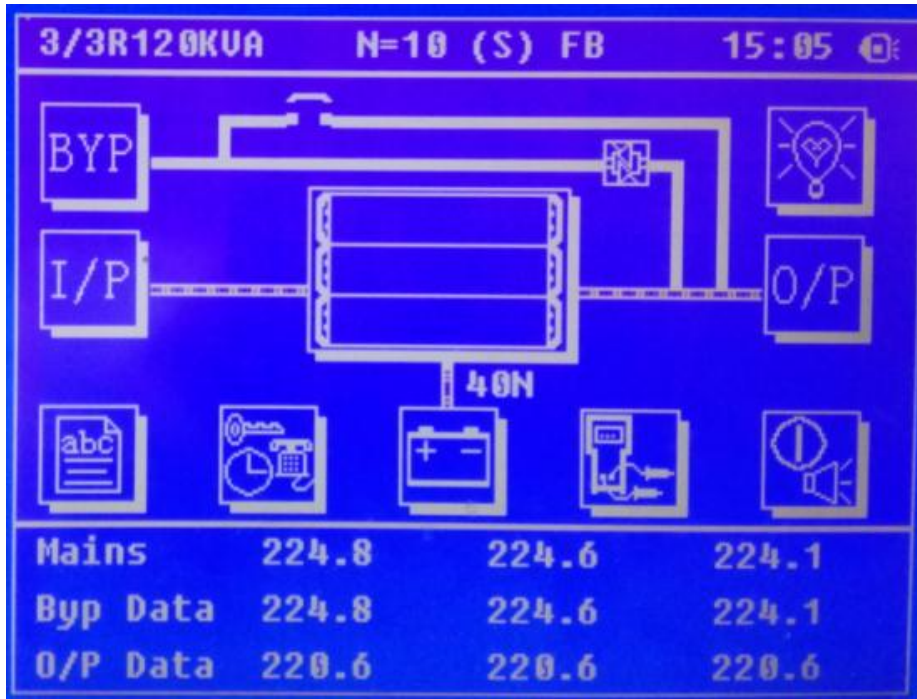 3/3R120KVA N=10 (S) FB 15:05
BYP
I/P
O/P
40N
abc
Mains 224.8 224.6 224.1
Byp Data 224.8 224.6 224.1
O/P Data 220.6 220.6 220.6